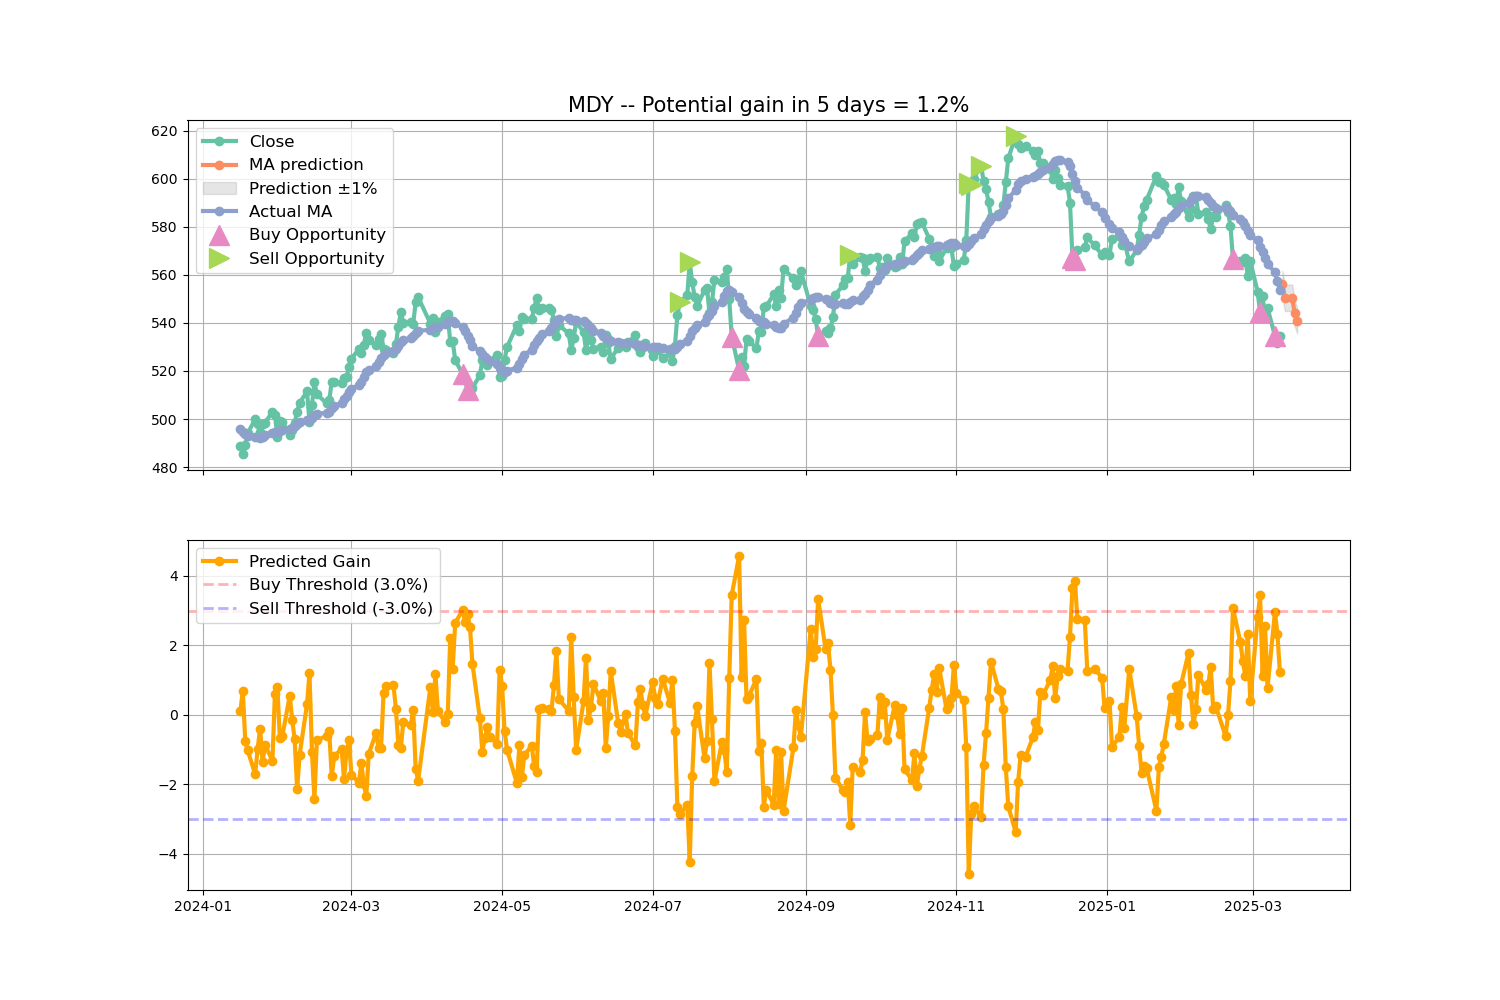 MDY -- Potential gain in 5 days = 1.2%
620
600
580
560
540
520
500
480
Close
MA prediction
Prediction ±1%
Actual MA
Buy Opportunity
Sell Opportunity
4
2
0
−2
−4
Predicted Gain
Buy Threshold (3.0%)
Sell Threshold (-3.0%)
2024-01
2024-03
2024-05
2024-07
2024-09
2024-11
2025-01
2025-03